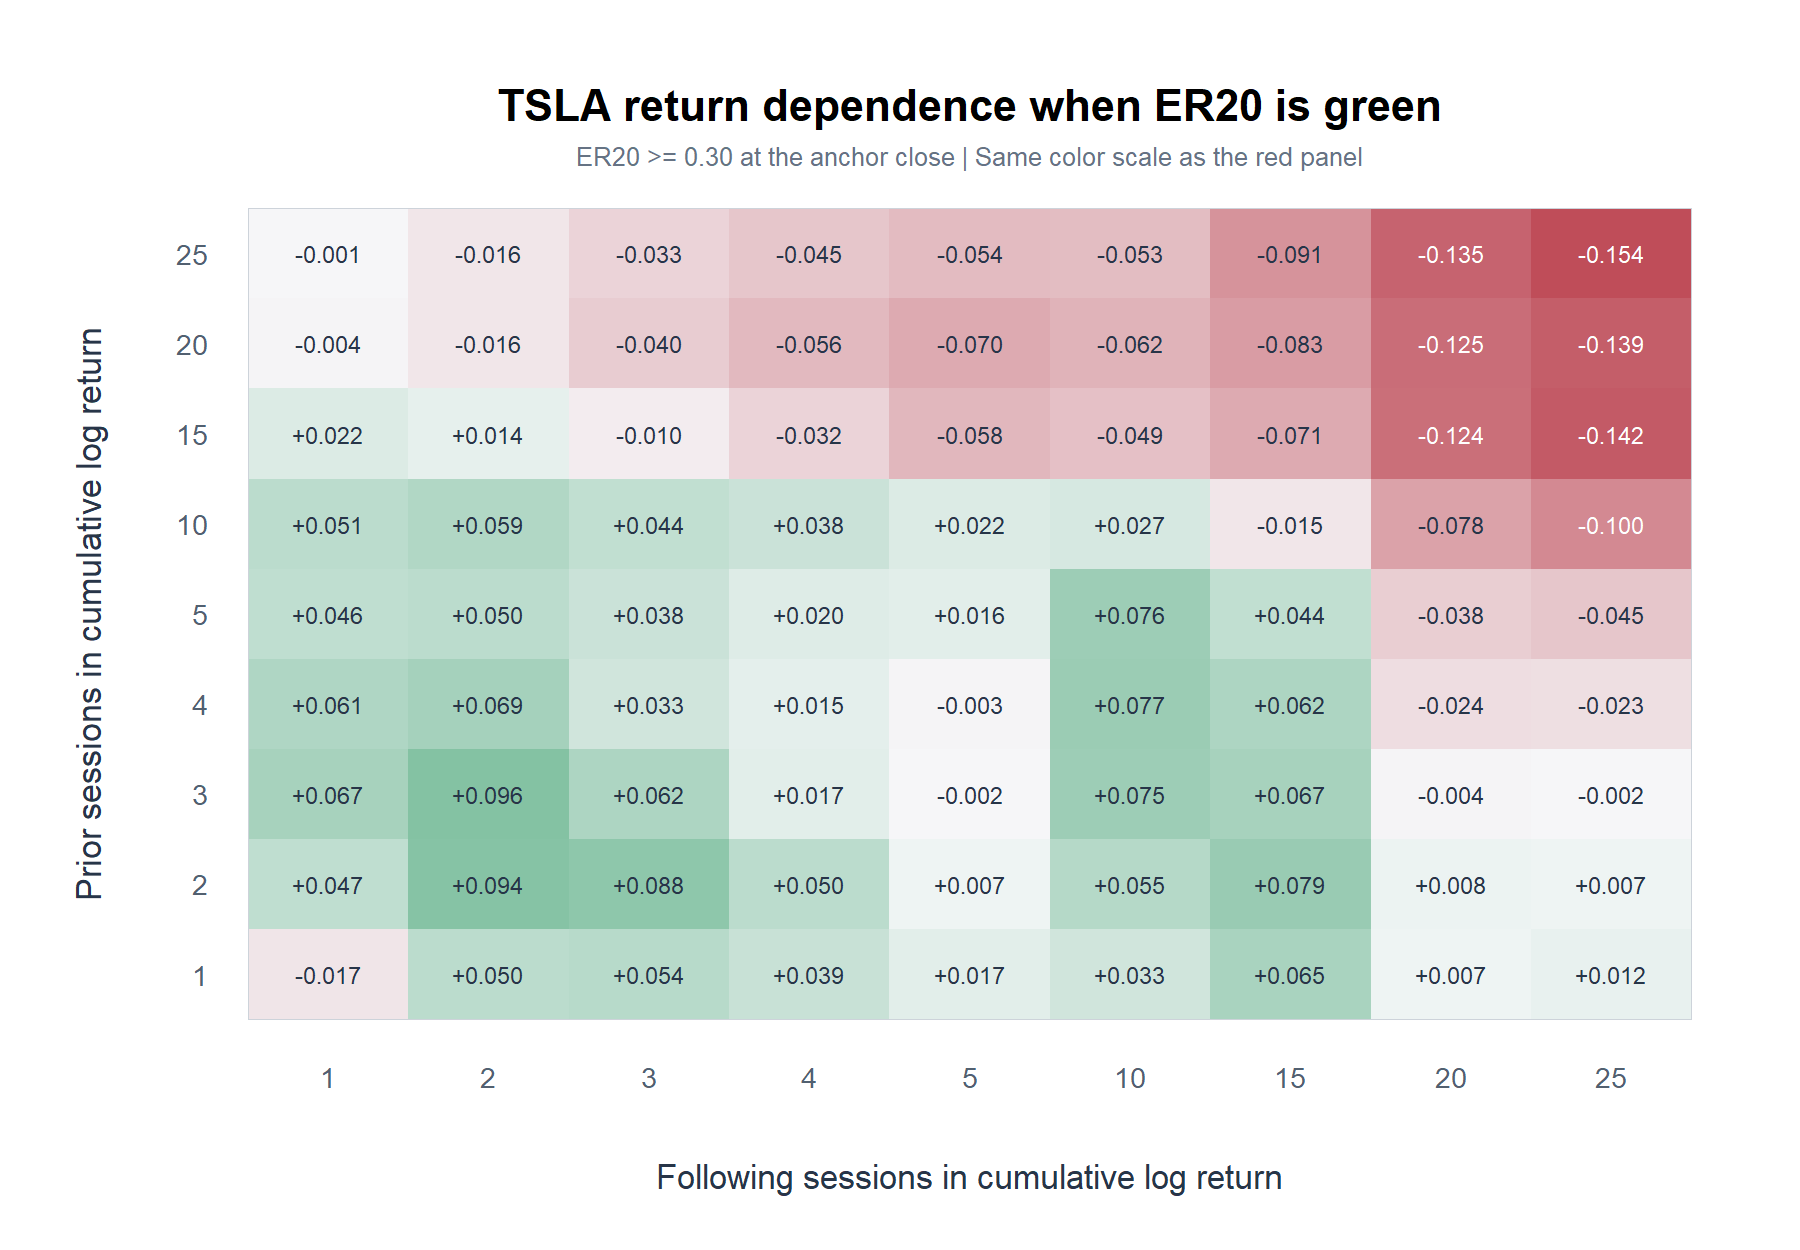 TSLA return dependence when ER20 is green
ER20 >= 0.30 at the anchor close | Same color scale as the red panel
Prior sessions in cumulative log return
25 -0.001 -0.016 -0.033 -0.045 -0.054 -0.053 -0.091 -0.135 -0.154
20 -0.004 -0.016 -0.040 -0.056 -0.070 -0.062 -0.083 -0.125 -0.139
15 +0.022 +0.014 -0.010 -0.032 -0.058 -0.049 -0.071 -0.124 -0.142
10 +0.051 +0.059 +0.044 +0.038 +0.022 +0.027 -0.015 -0.078 -0.100
5 +0.046 +0.050 +0.038 +0.020 +0.016 +0.076 +0.044 -0.038 -0.045
4 +0.061 +0.069 +0.033 +0.015 -0.003 +0.077 +0.062 -0.024 -0.023
3 +0.067 +0.096 +0.062 +0.017 -0.002 +0.075 +0.067 -0.004 -0.002
2 +0.047 +0.094 +0.088 +0.050 +0.007 +0.055 +0.079 +0.008 +0.007
1 -0.017 +0.050 +0.054 +0.039 +0.017 +0.033 +0.065 +0.007 +0.012
1 2 3 4 5 10 15 20 25
Following sessions in cumulative log return